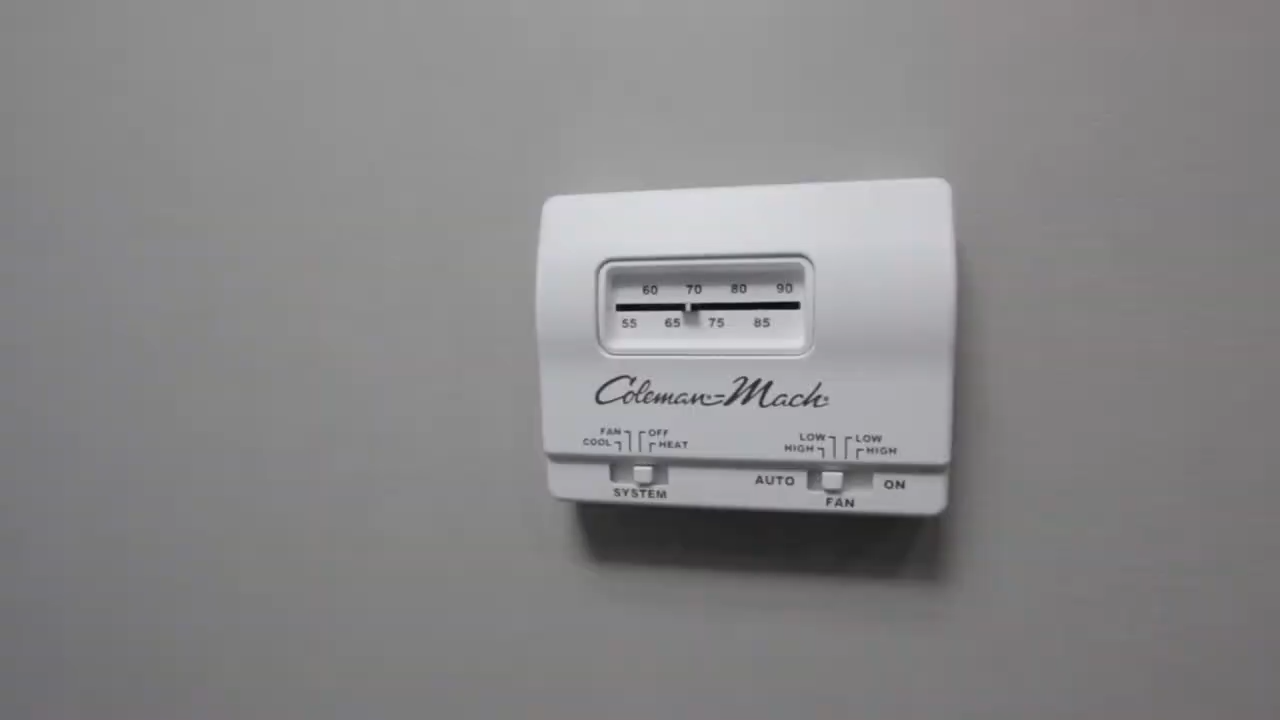 60 70 80 90
55 65 75 85
Coleman-Mach
FAN OFF
COOL HEAT
LOW LOW
HIGH HIGH
AUTO ON
SYSTEM
FAN